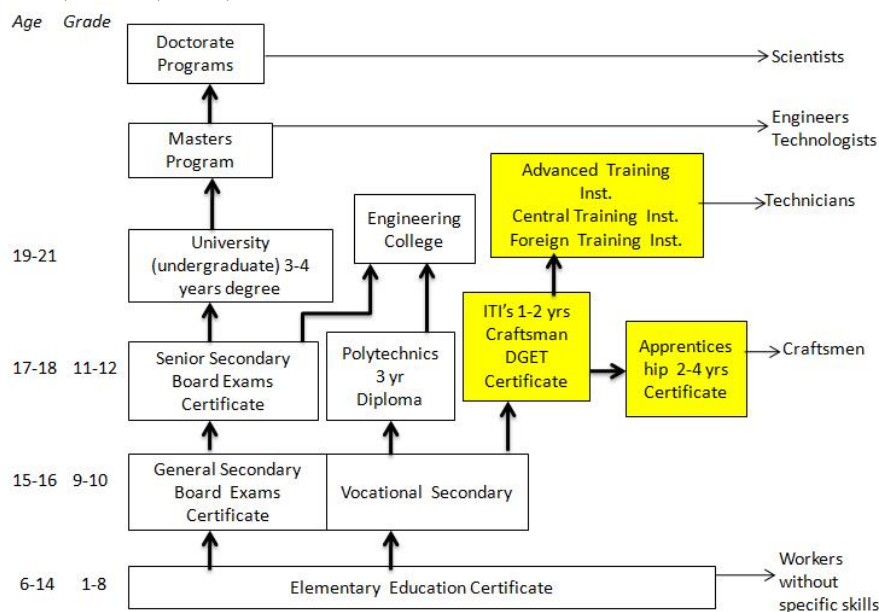 Age Grade
Doctorate
Programs
Scientists
Masters
Program
Engineers
Technologists
Advanced Training
Inst.
Central Training Inst.
Foreign Training Inst.
Technicians
Engineering
College
19-21
University
(undergraduate) 3-4
years degree
ITI's 1-2 yrs
Craftsman
DGET
Certificate
17-18 11-12
Senior Secondary
Board Exams
Certificate
Polytechnics
3 yr
Diploma
Apprentices
hip 2-4 yrs
Certificate
Craftsmen
15-16 9-10
General Secondary
Board Exams
Certificate
Vocational Secondary
6-14 1-8
Elementary Education Certificate
Workers
without
specific skills